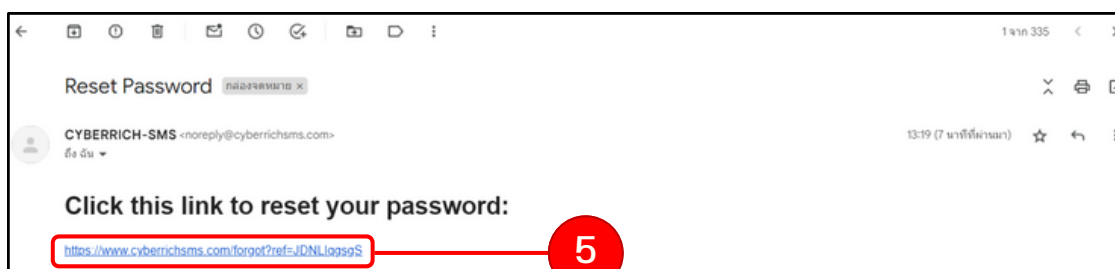 1 จาก 335
Reset Password กล่องจดหมาย ×
CYBERRICH-SMS <noreply@cyberrichsms.com> 13:19 (7 นาทีที่ผ่านมา)
ถึง ฉัน
Click this link to reset your password:
https://www.cyberrichsms.com/forgot?ref=JDNLIqgsgS
5